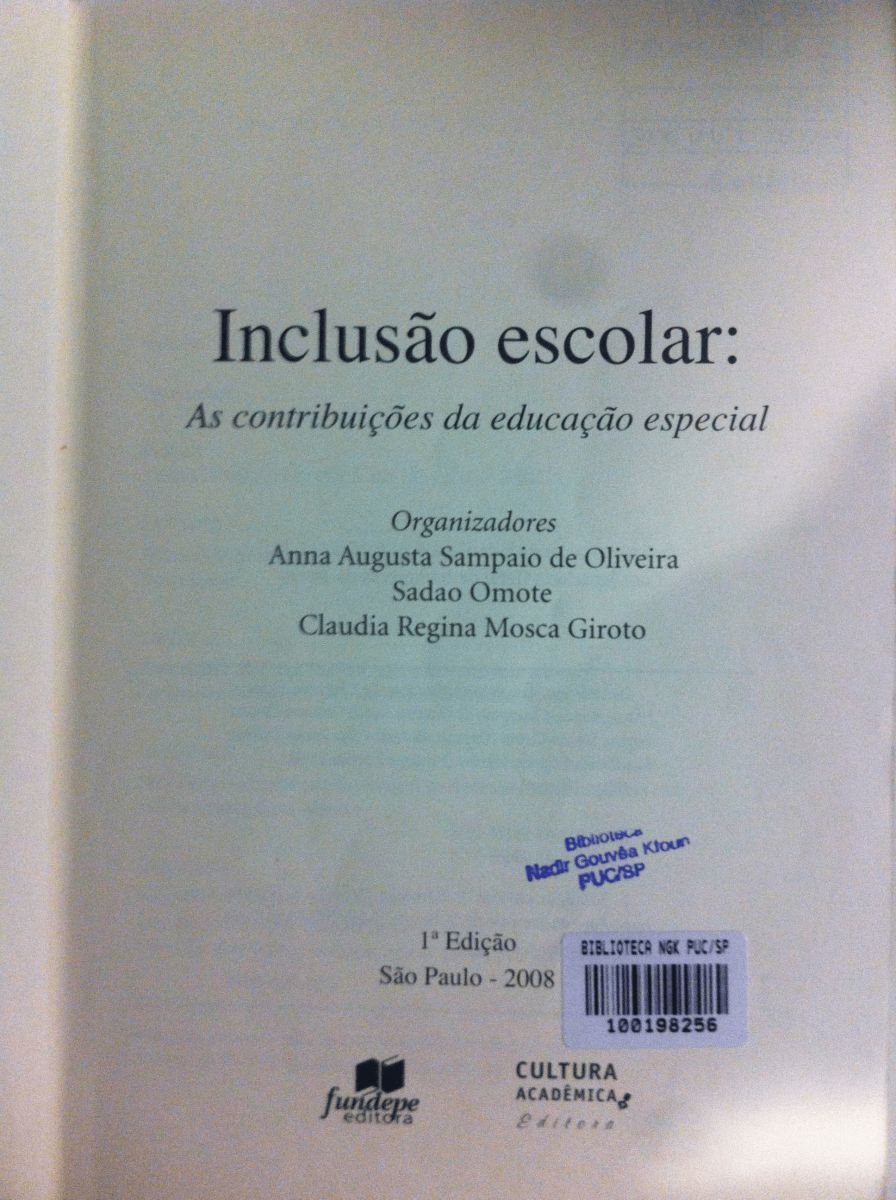 Inclusão escolar:
As contribuições da educação especial
Organizadores
Anna Augusta Sampaio de Oliveira
Sadao Omote
Claudia Regina Mosca Giroto
Biblioteca
Nadir Gouvêa Kfouri
PUC/SP
1ª Edição
São Paulo - 2008
BIBLIOTECA NGK PUC/SP
100198256
fundepe
editora
CULTURA
ACADÊMICA
Editora